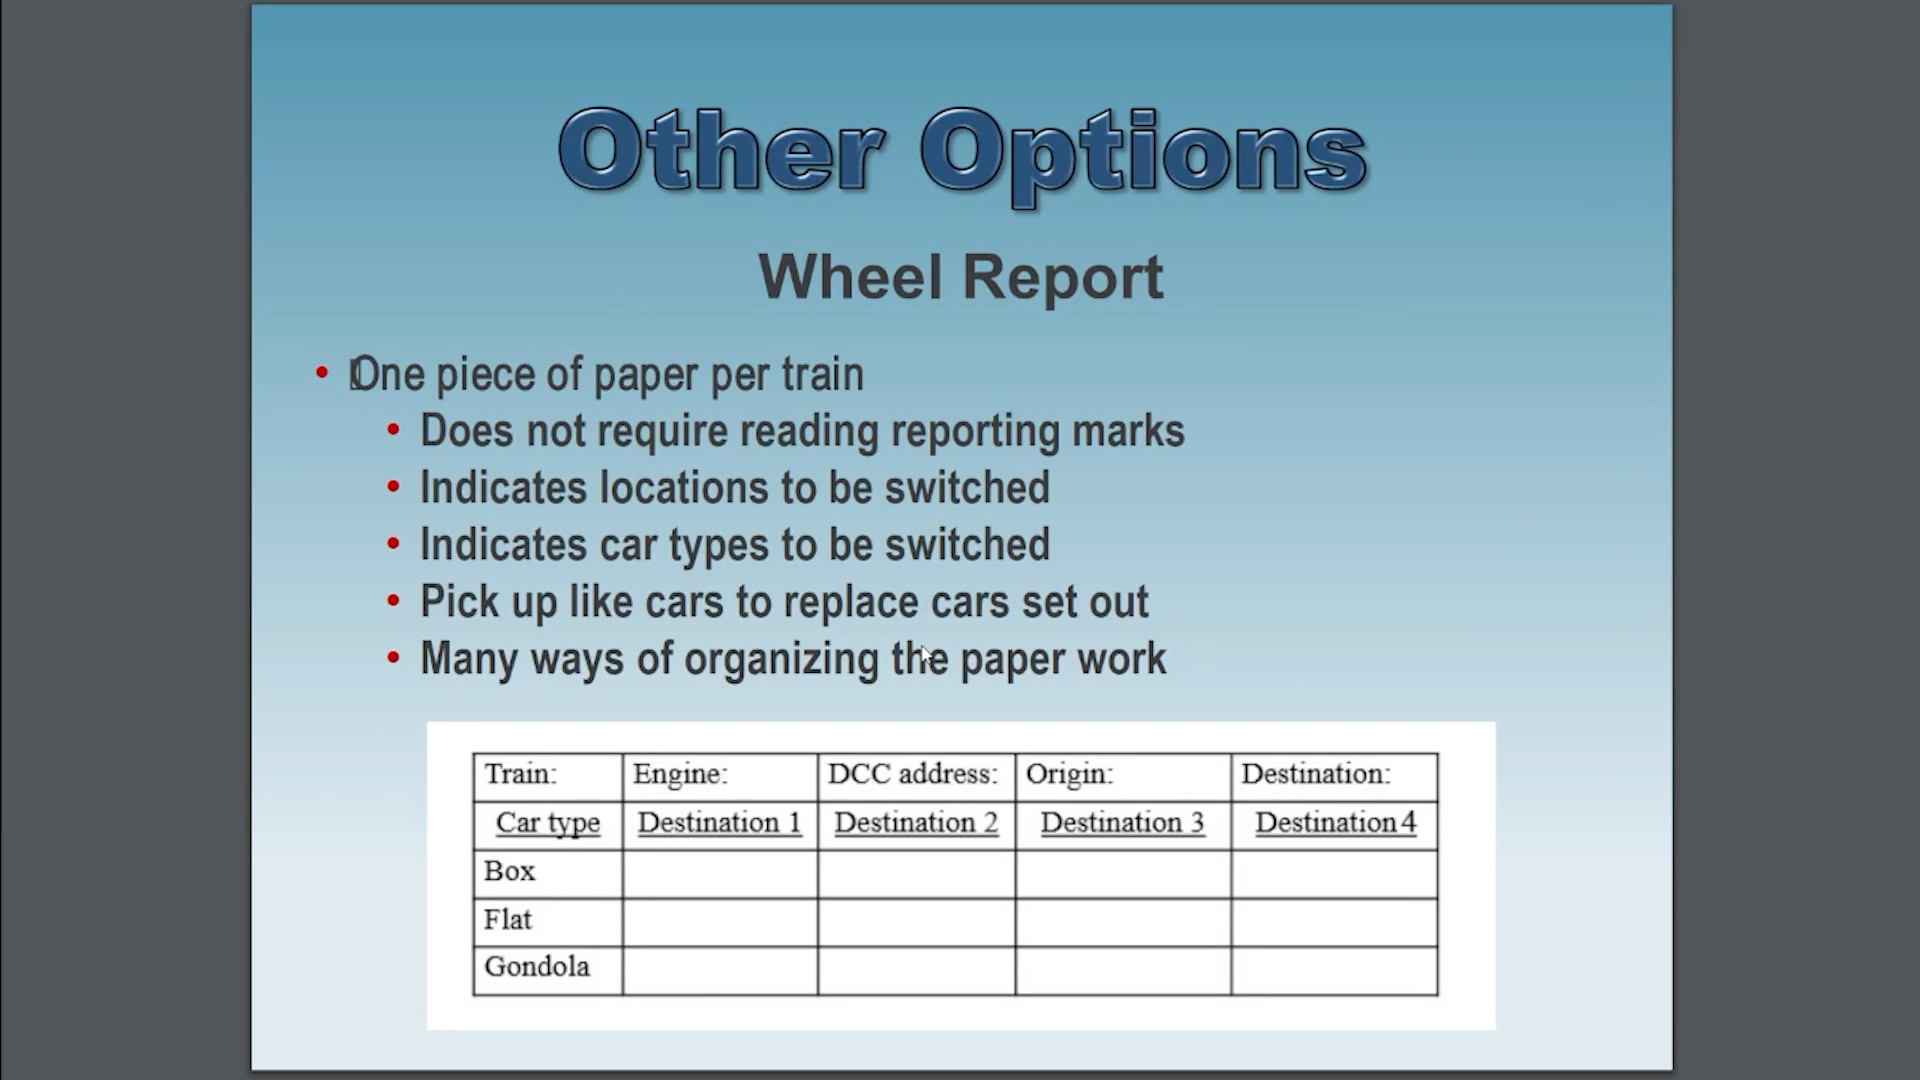 Other Options
Wheel Report
• One piece of paper per train
• Does not require reading reporting marks
• Indicates locations to be switched
• Indicates car types to be switched
• Pick up like cars to replace cars set out
• Many ways of organizing the paper work
Train: Engine: DCC address: Origin: Destination:
Car type Destination 1 Destination 2 Destination 3 Destination 4
Box
Flat
Gondola